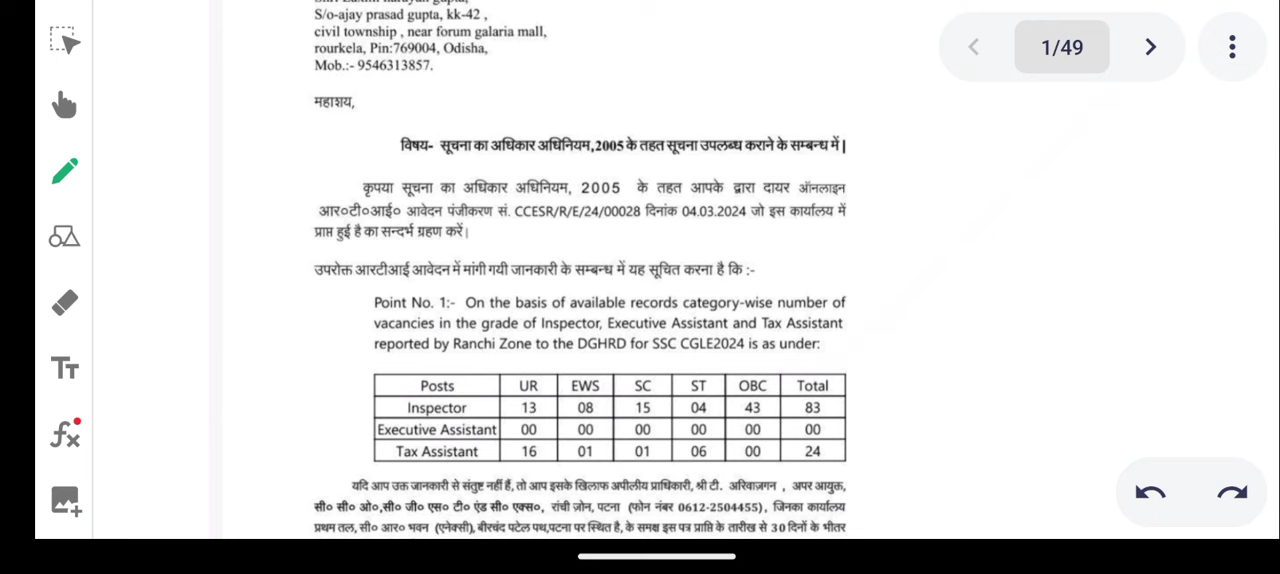 S/o-ajay prasad gupta, kk-42 ,
civil township , near forum galaria mall,
rourkela, Pin:769004, Odisha,
Mob.:- 9546313857.
महाशय,
विषय- सूचना का अधिकार अधिनियम,2005 के तहत सूचना उपलब्ध कराने के सम्बन्ध में |
कृपया सूचना का अधिकार अधिनियम, 2005 के तहत आपके द्वारा दायर ऑनलाइन
आर०टी०आई० आवेदन पंजीकरण सं. CCESR/R/E/24/00028 दिनांक 04.03.2024 जो इस कार्यालय में
प्राप्त हुई है का सन्दर्भ ग्रहण करें|
उपरोक्त आरटीआई आवेदन में मांगी गयी जानकारी के सम्बन्ध में यह सूचित करना है कि :-
Point No. 1:- On the basis of available records category-wise number of
vacancies in the grade of Inspector, Executive Assistant and Tax Assistant
reported by Ranchi Zone to the DGHRD for SSC CGLE2024 is as under:
Posts UR EWS SC ST OBC Total
Inspector 13 08 15 04 43 83
Executive Assistant 00 00 00 00 00 00
Tax Assistant 16 01 01 06 00 24
यदि आप उक्त जानकारी से संतुष्ट नहीं हैं, तो आप इसके खिलाफ अपीलीय प्राधिकारी, श्री टी. अरिवाज़गन , अपर आयुक्त,
सी० सी० ओ०,सी० जी० एस० टी० एंड सी० एक्स०, रांची ज़ोन, पटना (फोन नंबर 0612-2504455), जिनका कार्यालय
प्रथम तल, सी० आर० भवन (एनेक्सी), बीरचंद पटेल पथ,पटना पर स्थित है, के समक्ष इस पत्र प्राप्ति के तारीख से 30 दिनों के भीतर
1/49
Tт
fx